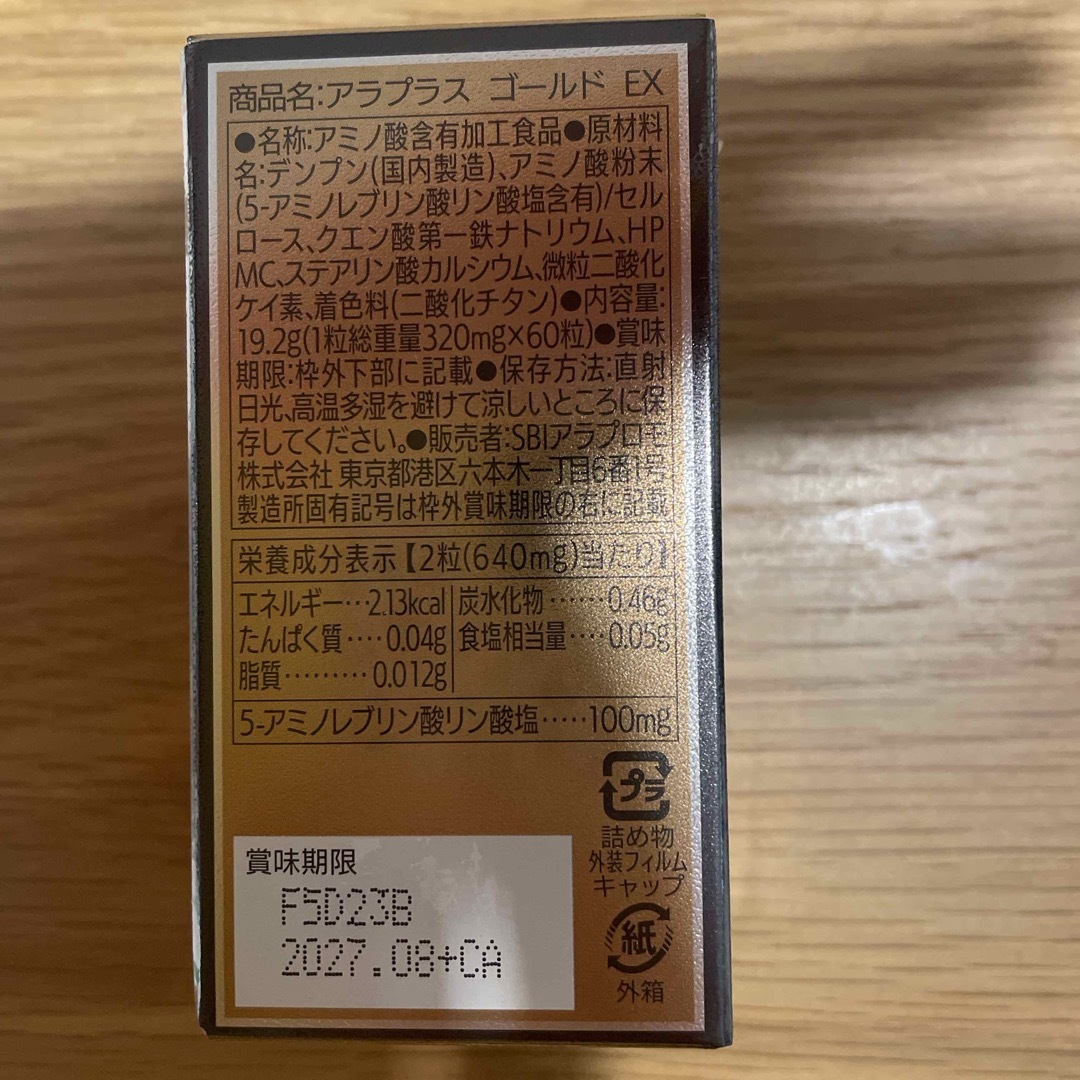 商品名:アラプラス ゴールド EX
●名称:アミノ酸含有加工食品●原材料
名:デンプン(国内製造)、アミノ酸粉末
(5-アミノレブリン酸リン酸塩含有)/セル
ロース、クエン酸第一鉄ナトリウム、HP
MC、ステアリン酸カルシウム、微粒二酸化
ケイ素、着色料(二酸化チタン)●内容量:
19.2g(1粒総重量320mg×60粒)●賞味
期限:枠外下部に記載●保存方法:直射
日光、高温多湿を避けて涼しいところに保
存してください。●販売者:SBIアラプロモ
株式会社 東京都港区六本木一丁目6番1号
製造所固有記号は枠外賞味期限の右に記載
栄養成分表示【2粒(640mg)当たり】
エネルギー…2.13kcal 炭水化物……0.46g
たんぱく質…‥0.04g 食塩相当量…‥0.05g
脂質………0.012g
5-アミノレブリン酸リン酸塩……100mg
プラ
詰め物
外装フィルム
キャップ
紙
外箱
賞味期限
F5D23B
2027.08+CA